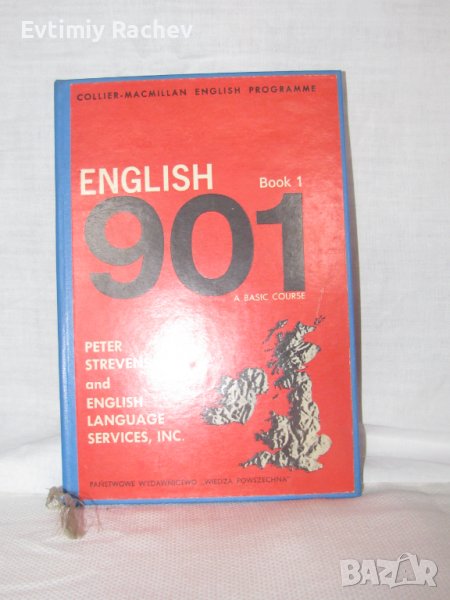 Evtimiy Rachev
COLLIER-MACMILLAN ENGLISH PROGRAMME
ENGLISH Book 1
901
A BASIC COURSE
PETER
STREVENS
and
ENGLISH
LANGUAGE
SERVICES, INC.
PAŃSTWOWE WYDAWNICTWO „WIEDZA POWSZECHNA”
BAZAR